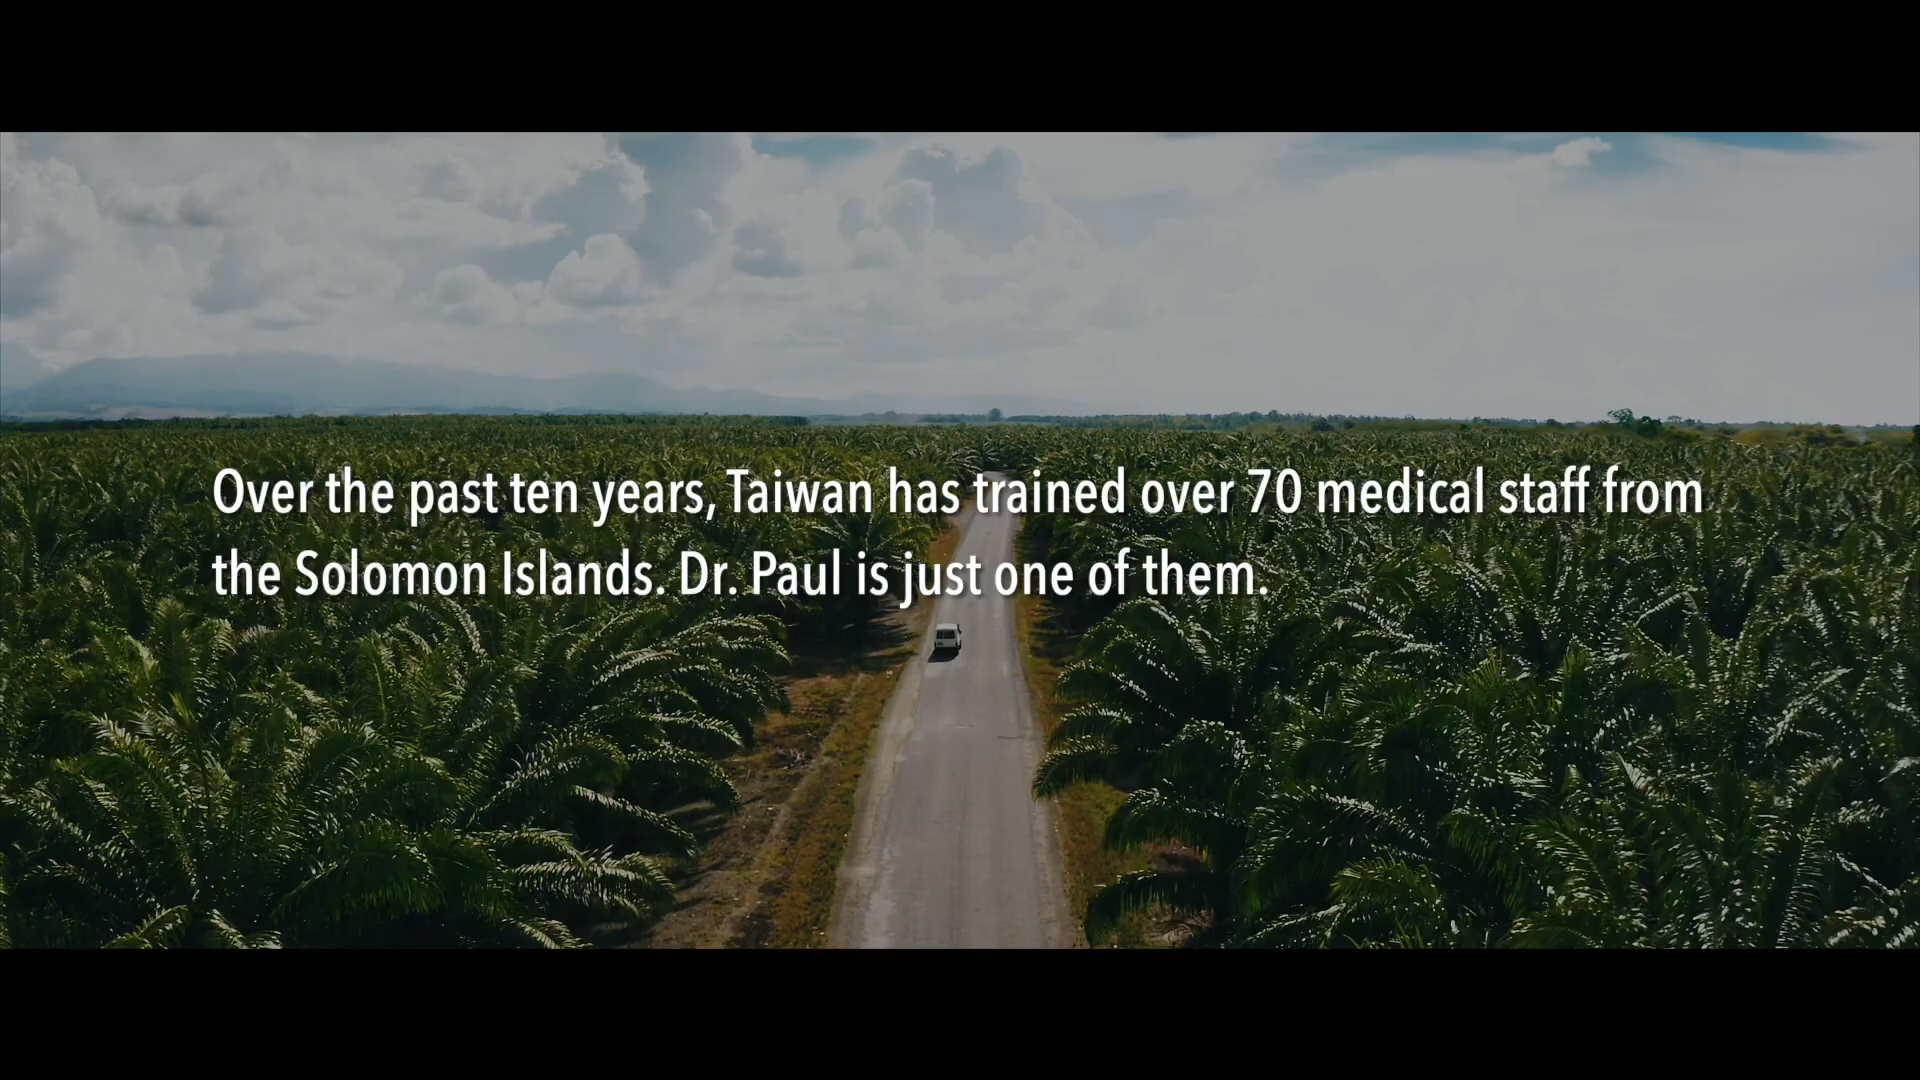 Over the past ten years, Taiwan has trained over 70 medical staff from
the Solomon Islands. Dr. Paul is just one of them.